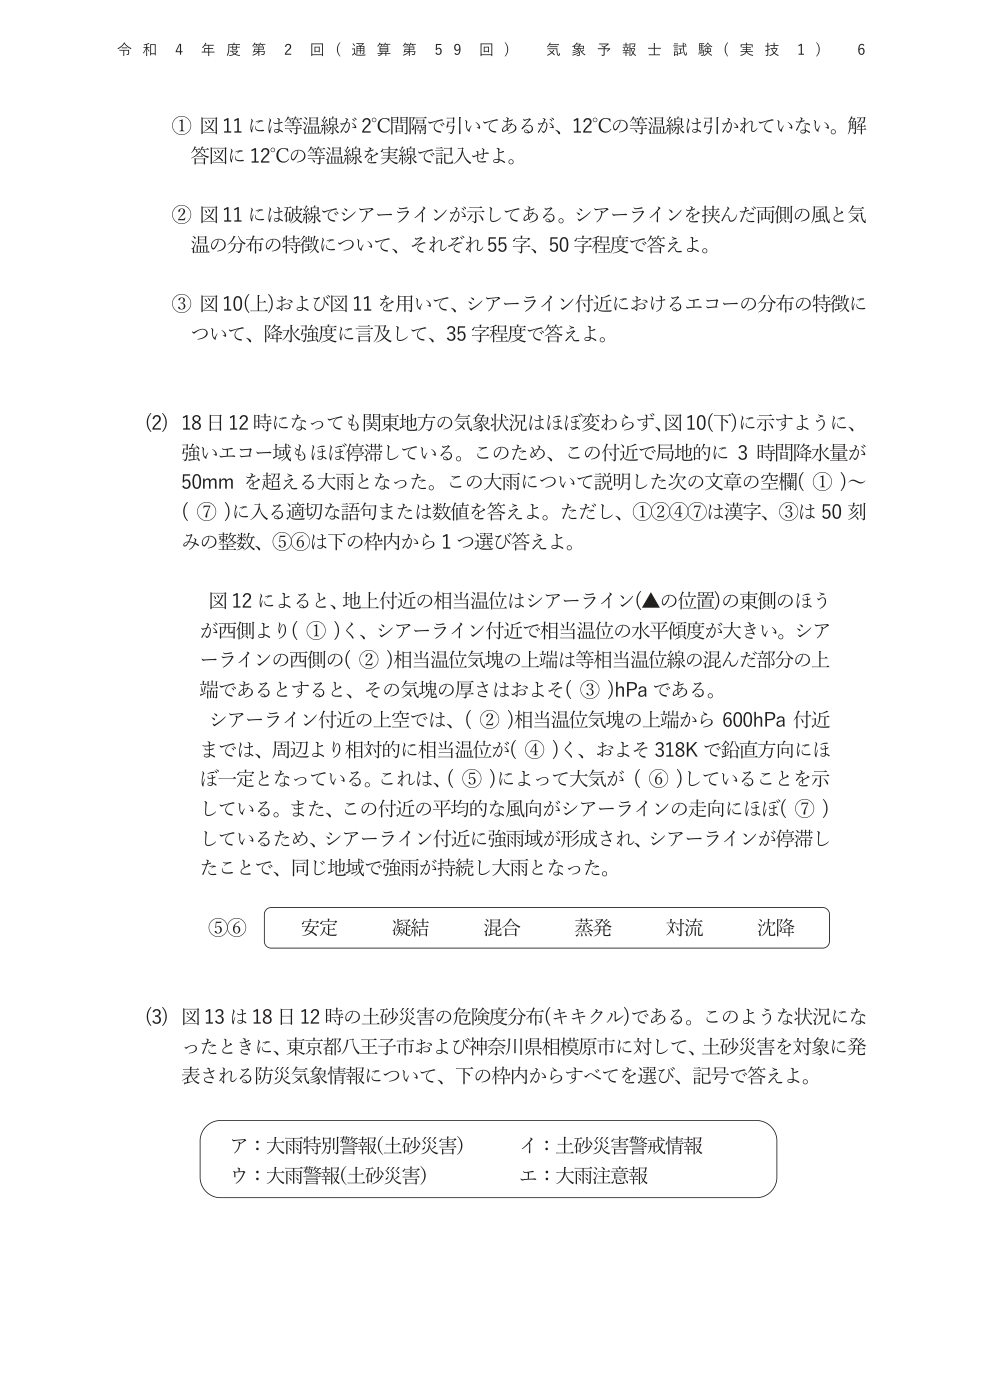 令和4年度第2回(通算第59回) 気象予報士試験(実技1) 6
① 図11には等温線が2℃間隔で引いてあるが、12℃の等温線は引かれていない。解
答図に12℃の等温線を実線で記入せよ。
② 図11には破線でシアーラインが示してある。シアーラインを挟んだ両側の風と気
温の分布の特徴について、それぞれ55字、50字程度で答えよ。
③ 図10(上)および図11を用いて、シアーライン付近におけるエコーの分布の特徴に
ついて、降水強度に言及して、35字程度で答えよ。
(2) 18日12時になっても関東地方の気象状況はほぼ変わらず、図10(下)に示すように、
強いエコー域もほぼ停滞している。このため、この付近で局地的に 3 時間降水量が
50mm を超える大雨となった。この大雨について説明した次の文章の空欄( ① )～
( ⑦ )に入る適切な語句または数値を答えよ。ただし、①②④⑦は漢字、③は50刻
みの整数、⑤⑥は下の枠内から1つ選び答えよ。
図12によると、地上付近の相当温位はシアーライン(▲の位置)の東側のほう
が西側より( ① )く、シアーライン付近で相当温位の水平傾度が大きい。シア
ーラインの西側の( ② )相当温位気塊の上端は等相当温位線の混んだ部分の上
端であるとすると、その気塊の厚さはおよそ( ③ )hPaである。
シアーライン付近の上空では、( ② )相当温位気塊の上端から 600hPa 付近
までは、周辺より相対的に相当温位が( ④ )く、およそ318Kで鉛直方向にほ
ぼ一定となっている。これは、( ⑤ )によって大気が ( ⑥ )していることを示
している。また、この付近の平均的な風向がシアーラインの走向にほぼ( ⑦ )
しているため、シアーライン付近に強雨域が形成され、シアーラインが停滞し
たことで、同じ地域で強雨が持続し大雨となった。
⑤⑥ 安定 凝結 混合 蒸発 対流 沈降
(3) 図13は18日12時の土砂災害の危険度分布(キキクル)である。このような状況にな
ったときに、東京都八王子市および神奈川県相模原市に対して、土砂災害を対象に発
表される防災気象情報について、下の枠内からすべてを選び、記号で答えよ。
ア：大雨特別警報(土砂災害) イ：土砂災害警戒情報
ウ：大雨警報(土砂災害) エ：大雨注意報